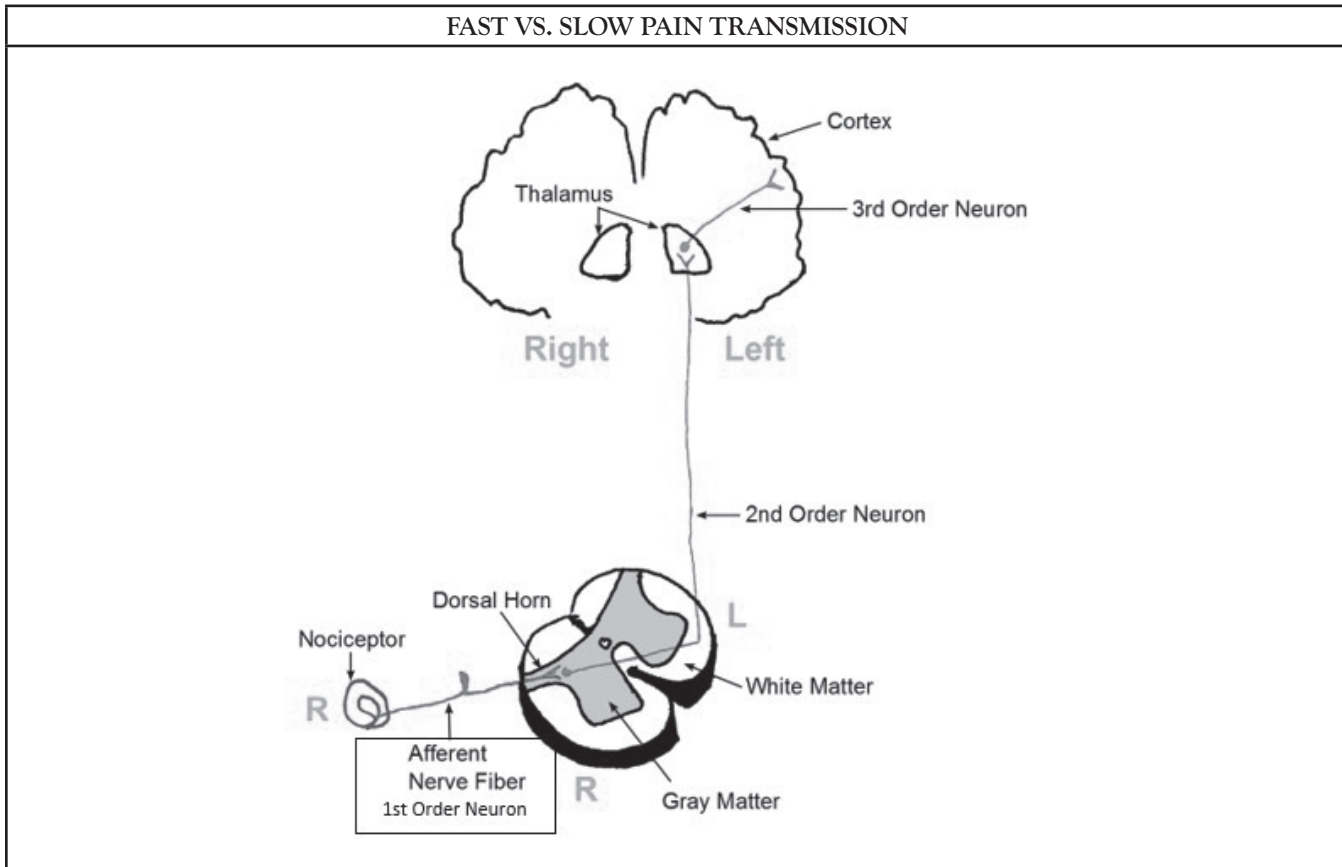 FAST VS. SLOW PAIN TRANSMISSION
Cortex
Thalamus
3rd Order Neuron
Right
Left
2nd Order Neuron
Dorsal Horn
L
Nociceptor
White Matter
R
Afferent
Nerve Fiber
1st Order Neuron
R
Gray Matter